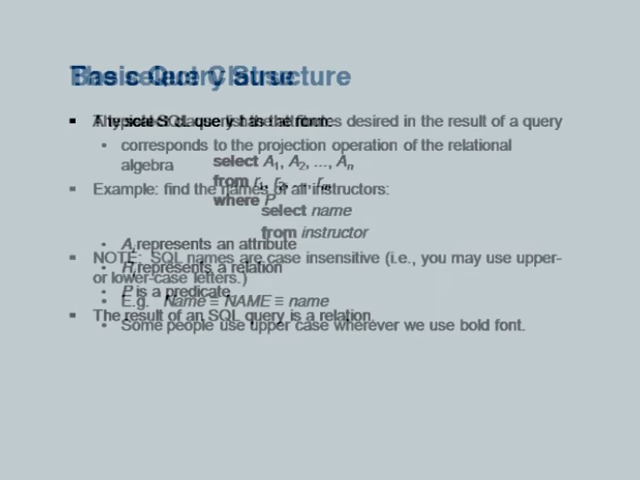 Basic Query Structure
The select Clause
A typical SQL query has the form:
The select clause lists the attributes desired in the result of a query
corresponds to the projection operation of the relational
algebra
select A1, A2, ..., An
from r1, r2, ..., rm
where P
Example: find the names of all instructors:
select name
from instructor
Ai represents an attribute
NOTE: SQL names are case insensitive (i.e., you may use upper-
or lower-case letters.)
Ri represents a relation
P is a predicate
E.g. Name ≡ NAME ≡ name
The result of an SQL query is a relation.
Some people use upper case wherever we use bold font.